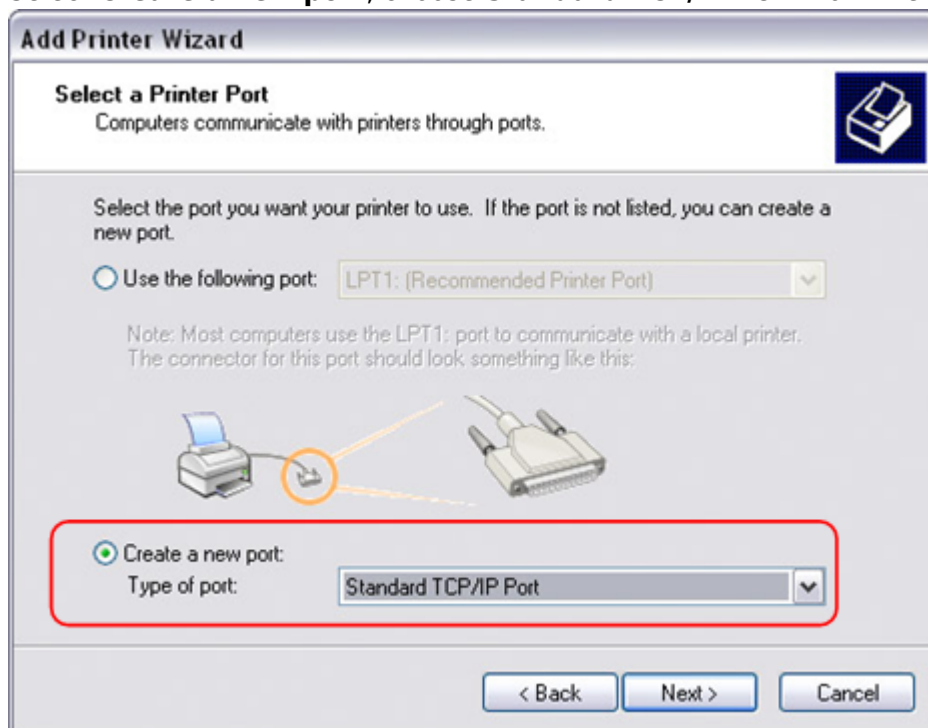 Add Printer Wizard
Select a Printer Port
Computers communicate with printers through ports.
Select the port you want your printer to use. If the port is not listed, you can create a
new port.
Use the following port: LPT1: (Recommended Printer Port)
Note: Most computers use the LPT1: port to communicate with a local printer.
The connector for this port should look something like this:
Create a new port:
Type of port: Standard TCP/IP Port
< Back Next > Cancel